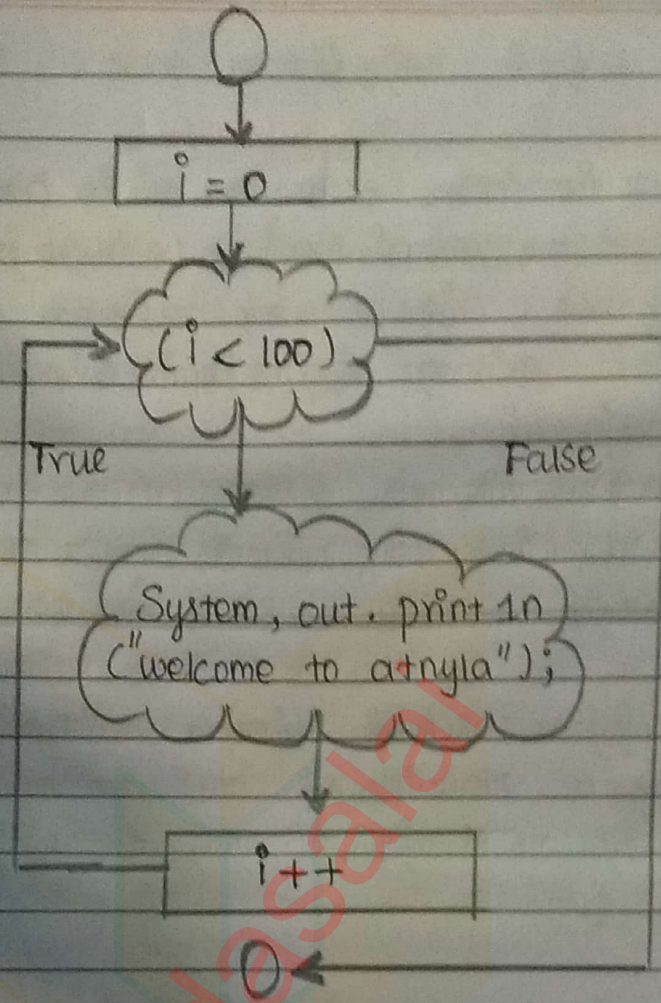 i = 0
(i < 100)
True
False
System, out. print 1n
("welcome to atnyla");
i++